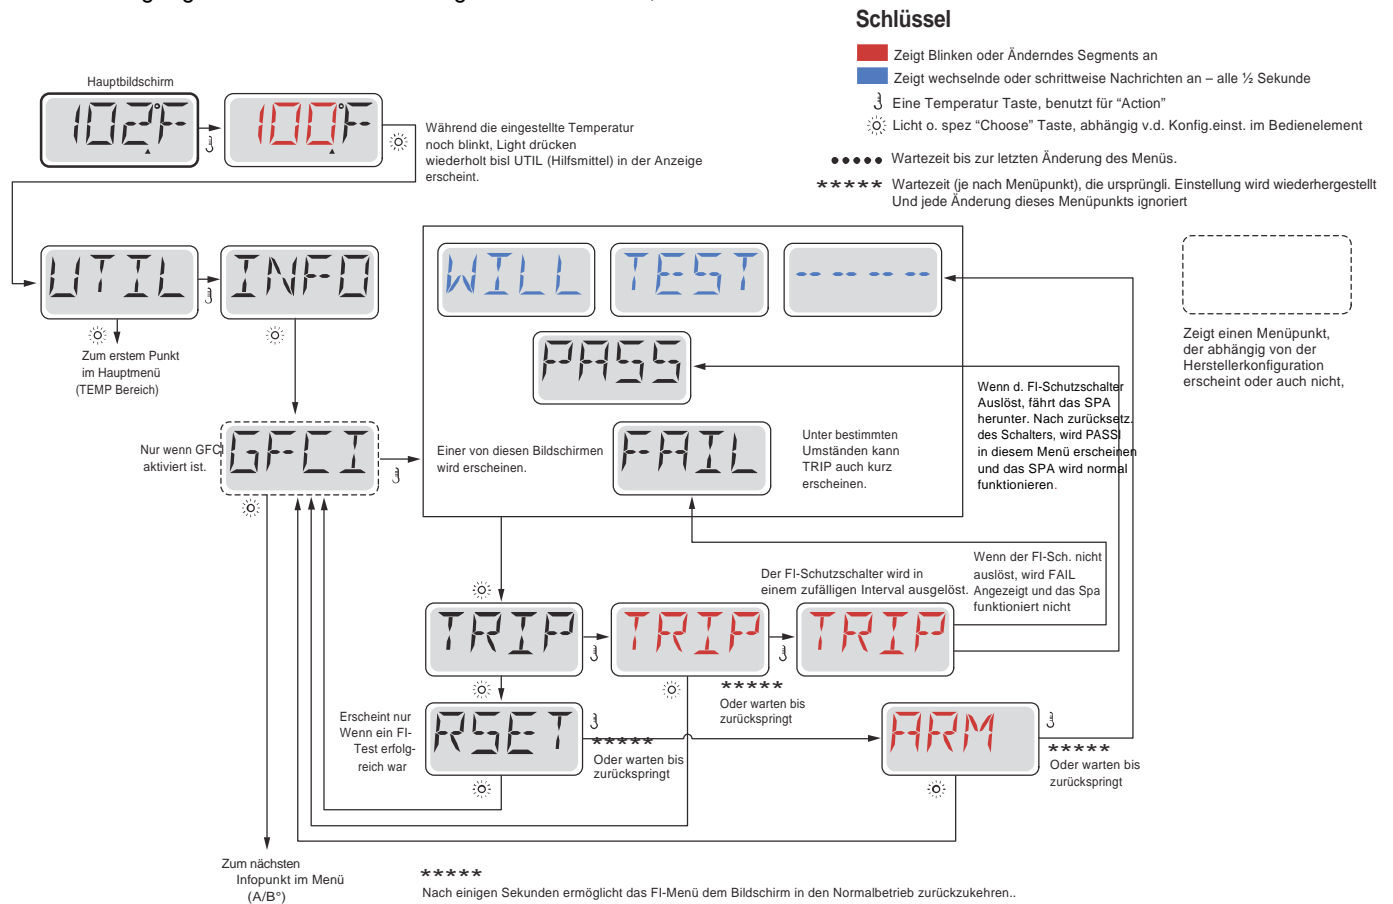 Schlüssel
Zeigt Blinken oder Änderndes Segments an
Zeigt wechselnde oder schrittweise Nachrichten an – alle ½ Sekunde
Eine Temperatur Taste, benutzt für “Action”
Licht o. spez “Choose” Taste, abhängig v.d. Konfig.einst. im Bedienelement
Wartezeit bis zur letzten Änderung des Menüs.
***** Wartezeit (je nach Menüpunkt), die ursprüngli. Einstellung wird wiederhergestellt
Und jede Änderung dieses Menüpunkts ignoriert
Hauptbildschirm
102°F
100°F
Während die eingestellte Temperatur
noch blinkt, Light drücken
wiederholt bisl UTIL (Hilfsmittel) in der Anzeige
erscheint.
UTIL
INFO
WILL
TEST
-----
Zum erstem Punkt
im Hauptmenü
(TEMP Bereich)
PASS
Zeigt einen Menüpunkt,
der abhängig von der
Herstellerkonfiguration
erscheint oder auch nicht,
Wenn d. FI-Schutzschalter
Auslöst, fährt das SPA
herunter. Nach zurücksetz.
des Schalters, wird PASSI
in diesem Menü erscheinen
und das SPA wird normal
funktionieren.
Nur wenn GFCI
aktiviert ist.
GFCI
Einer von diesen Bildschirmen
wird erscheinen.
FAIL
Unter bestimmten
Umständen kann
TRIP auch kurz
erscheinen.
Der FI-Schutzschalter wird in
einem zufälligen Interval ausgelöst.
Wenn der FI-Sch. nicht
auslöst, wird FAIL
Angezeigt und das Spa
funktioniert nicht
TRIP
TRIP
TRIP
*****
Oder warten bis
zurückspringt
Erscheint nur
Wenn ein FI-
Test erfolg-
reich war
RSET
*****
Oder warten bis
zurückspringt
ARM
*****
Oder warten bis
zurückspringt
Zum nächsten
Infopunkt im Menü
(A/B°)
*****
Nach einigen Sekunden ermöglicht das FI-Menü dem Bildschirm in den Normalbetrieb zurückzukehren..